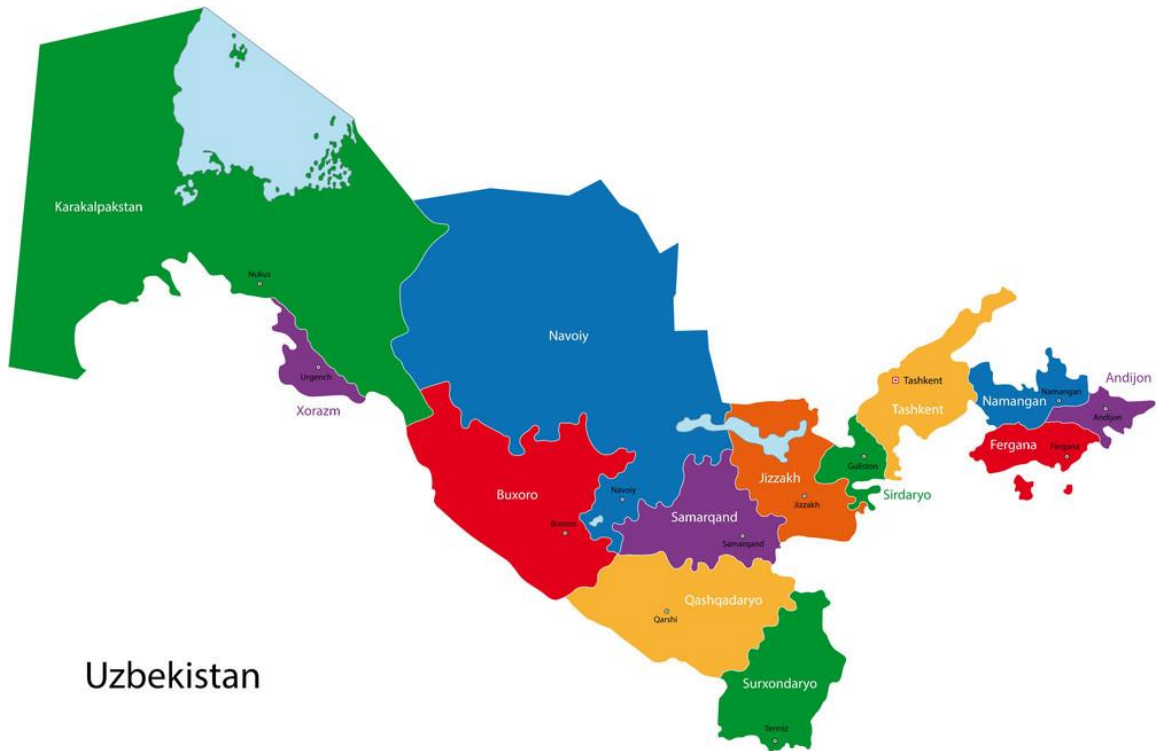 Karakalpakstan
Nukus
Urgench
Xorazm
Navoiy
Tashkent
Tashkent
Namangan
Namangan
Andijon
Andijon
Fergana
Fergana
Guliston
Sirdaryo
Jizzakh
Jizzakh
Buxoro
Buxoro
Navoiy
Samarqand
Samarqand
Qashqadaryo
Qarshi
Surxondaryo
Termiz
Uzbekistan